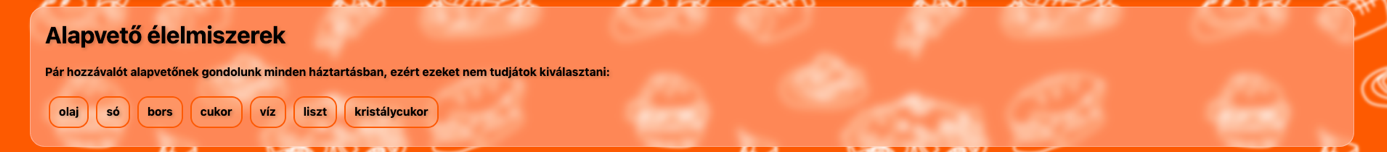 Alapvető élelmiszerek
Pár hozzávalót alapvetőnek gondolunk minden háztartásban, ezért ezeket nem tudjátok kiválasztani:
olaj só bors cukor víz liszt kristálycukor